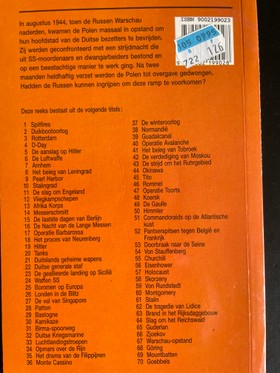 In augustus 1944, toen de Russen Warschau
naderden, kwamen de Polen massaal in opstand om
hun hoofdstad van de Duitse bezetters te bevrijden.
Zij werden geconfronteerd met een strijdmacht die
uit SS-moordenaars en dwangarbeiders bestond en
op een beestachtige manier te werk ging. Na twee
maanden heldhaftig verzet werden de Polen tot overgave gedwongen.
Hadden de Russen kunnen ingrijpen om deze ramp te voorkomen?
ISBN 9002199023
Deze reeks bestaat uit de volgende titels:
1 Spitfires
2 Duikbootoorlog
3 Rotterdam
4 D-Day
5 De aanslag op Hitler
6 De Luftwaffe
7 Arnhem
8 Het beleg van Leningrad
9 Pearl Harbor
10 Stalingrad
11 De slag om Engeland
12 Vliegkampschepen
13 Afrika Korps
14 Messerschmitt
15 De laatste dagen van Berlijn
16 De Nacht van de Lange Messen
17 Operatie Barbarossa
18 Het proces van Neurenberg
19 Hitler
20 Tanks
21 Duitslands geheime wapens
22 Duitse generale staf
23 De geallieerde landing op Sicilië
24 Waffen SS
25 Bommen op Europa
26 Londen in de Blitz
27 De val van Singapore
28 Patton
29 Bastogne
30 Kamikaze
31 Birma-spoorweg
32 Duitse Kriegsmarine
33 Luchtlandingstroepen
34 Opmars over de Rijn
35 Het drama van de Filippijnen
36 Monte Cassino
37 De winteroorlog
38 Normandië
39 Guadalcanal
40 Operatie Avalanche
41 Het beleg van Tobroek
42 De verdediging van Moskou
43 De strijd om het Ruhrgebied
44 Okinawa
45 Tito
46 Rommel
47 Operatie Toorts
48 Koersk
49 De Gaulle
50 Himmler
51 Commandoraids op de Atlantische
kust
52 Pantserspitsen tegen België en
Frankrijk
53 Doorbraak naar de Seine
54 Von Stauffenberg
55 Churchill
56 Eisenhower
57 Holocaust
58 Skorzeny
59 Von Rundstedt
60 Montgomery
61 Stalin
62 De tragedie van Lidice
63 Brand in het Rijksdaggebouw
64 Slag om het Reichswald
65 Guderian
66 Zjoekov
67 Warschau-opstand
68 Göring
69 Mountbatten
70 Goebbels